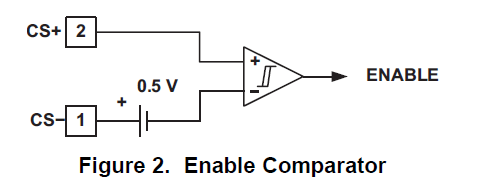 CS+ 2
+
ENABLE
0.5 V
+
−
CS− 1
Figure 2. Enable Comparator